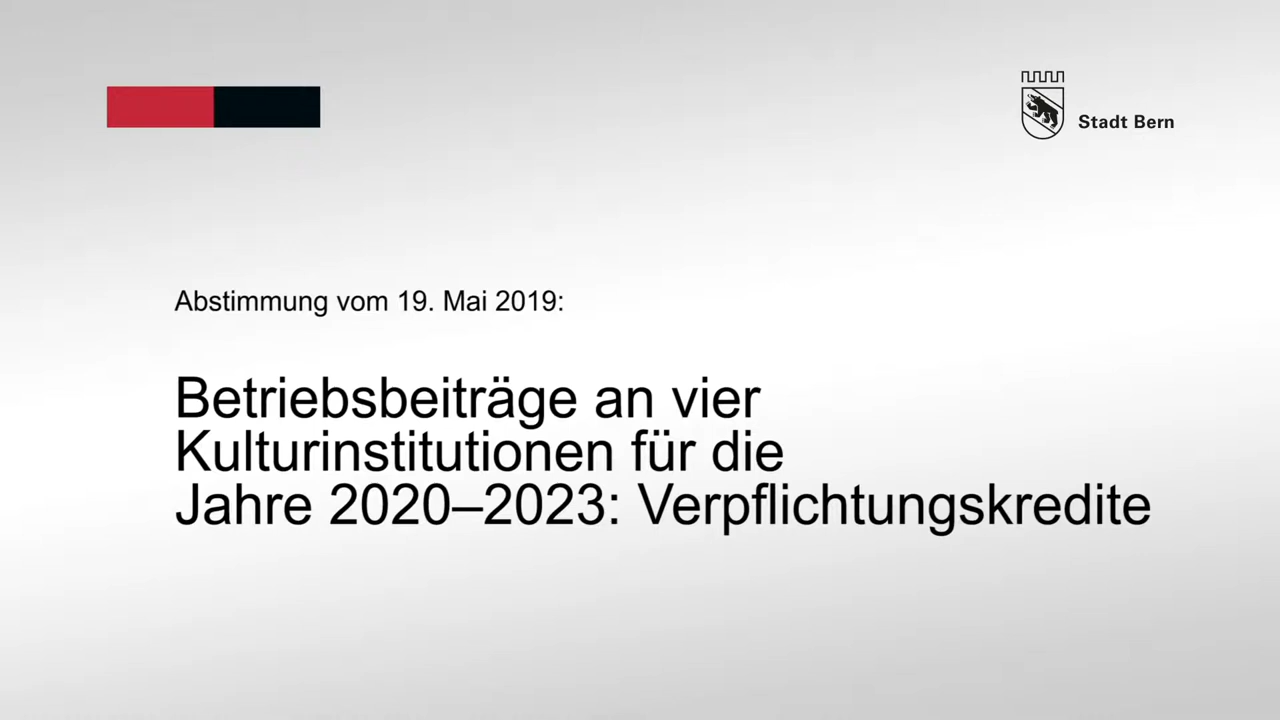 Stadt Bern
Abstimmung vom 19. Mai 2019:
Betriebsbeiträge an vier
Kulturinstitutionen für die
Jahre 2020–2023: Verpflichtungskredite